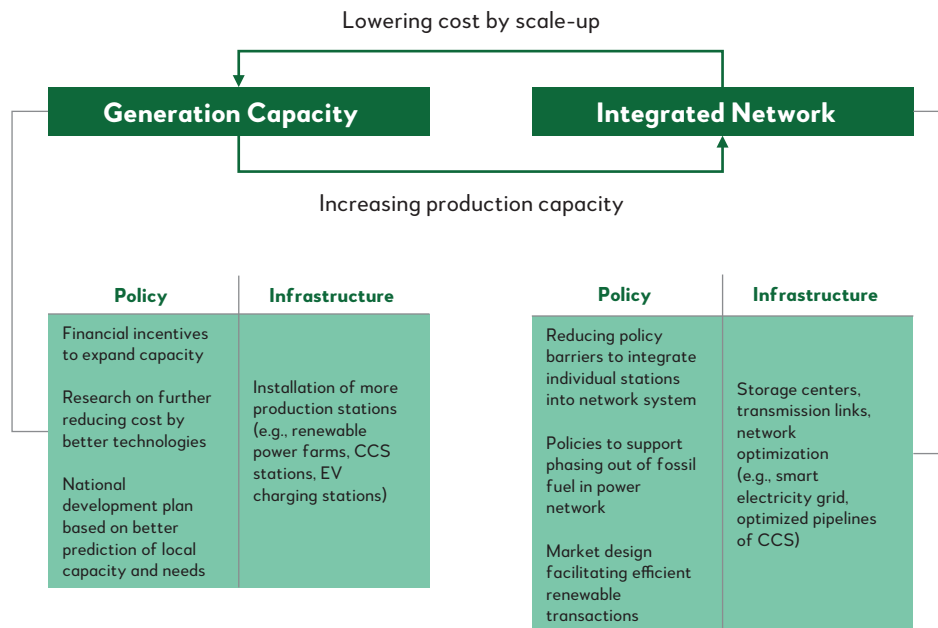 Lowering cost by scale-up
Generation Capacity
Integrated Network
Increasing production capacity
Policy
Infrastructure
Financial incentives
to expand capacity
Research on further
reducing cost by
better technologies
National
development plan
based on better
prediction of local
capacity and needs
Installation of more
production stations
(e.g., renewable
power farms, CCS
stations, EV
charging stations)
Policy
Infrastructure
Reducing policy
barriers to integrate
individual stations
into network system
Policies to support
phasing out of fossil
fuel in power
network
Market design
facilitating efficient
renewable
transactions
Storage centers,
transmission links,
network
optimization
(e.g., smart
electricity grid,
optimized pipelines
of CCS)